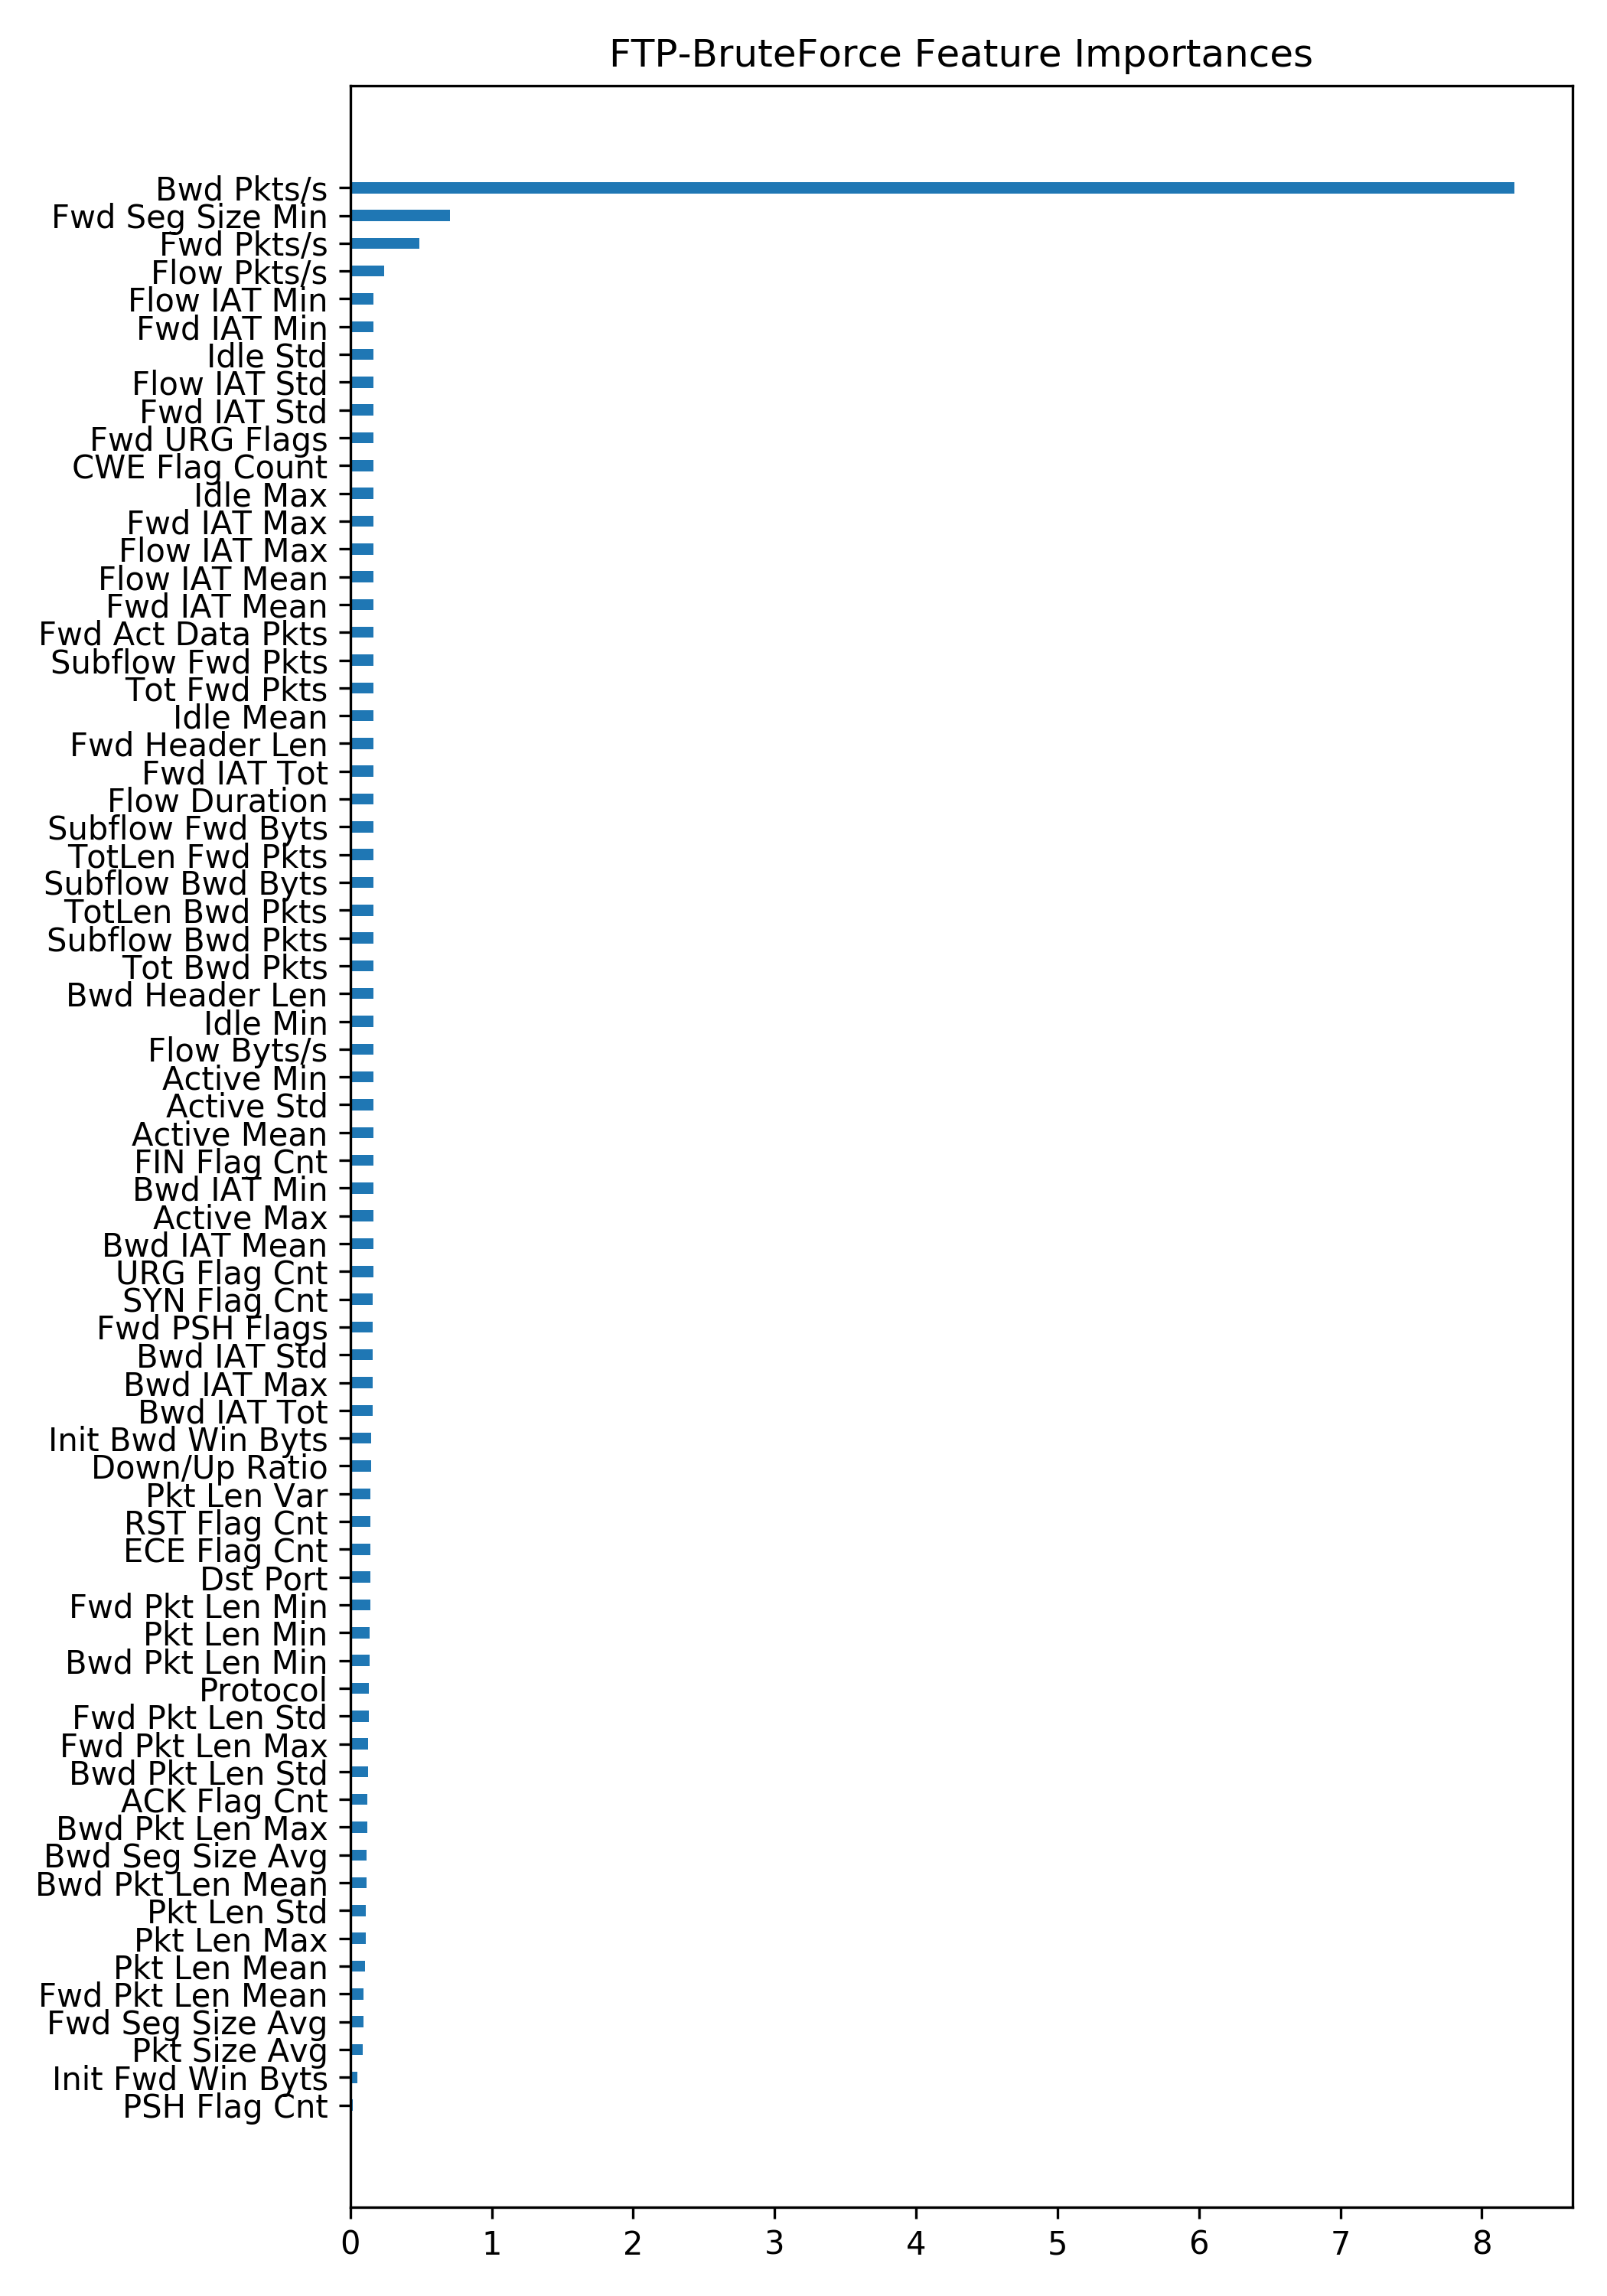 FTP-BruteForce Feature Importances
Bwd Pkts/s
Fwd Seg Size Min
Fwd Pkts/s
Flow Pkts/s
Flow IAT Min
Fwd IAT Min
Idle Std
Flow IAT Std
Fwd IAT Std
Fwd URG Flags
CWE Flag Count
Idle Max
Fwd IAT Max
Flow IAT Max
Flow IAT Mean
Fwd IAT Mean
Fwd Act Data Pkts
Subflow Fwd Pkts
Tot Fwd Pkts
Idle Mean
Fwd Header Len
Fwd IAT Tot
Flow Duration
Subflow Fwd Byts
TotLen Fwd Pkts
Subflow Bwd Byts
TotLen Bwd Pkts
Subflow Bwd Pkts
Tot Bwd Pkts
Bwd Header Len
Idle Min
Flow Byts/s
Active Min
Active Std
Active Mean
FIN Flag Cnt
Bwd IAT Min
Active Max
Bwd IAT Mean
URG Flag Cnt
SYN Flag Cnt
Fwd PSH Flags
Bwd IAT Std
Bwd IAT Max
Bwd IAT Tot
Init Bwd Win Byts
Down/Up Ratio
Pkt Len Var
RST Flag Cnt
ECE Flag Cnt
Dst Port
Fwd Pkt Len Min
Pkt Len Min
Bwd Pkt Len Min
Protocol
Fwd Pkt Len Std
Fwd Pkt Len Max
Bwd Pkt Len Std
ACK Flag Cnt
Bwd Pkt Len Max
Bwd Seg Size Avg
Bwd Pkt Len Mean
Pkt Len Std
Pkt Len Max
Pkt Len Mean
Fwd Pkt Len Mean
Fwd Seg Size Avg
Pkt Size Avg
Init Fwd Win Byts
PSH Flag Cnt
0 1 2 3 4 5 6 7 8